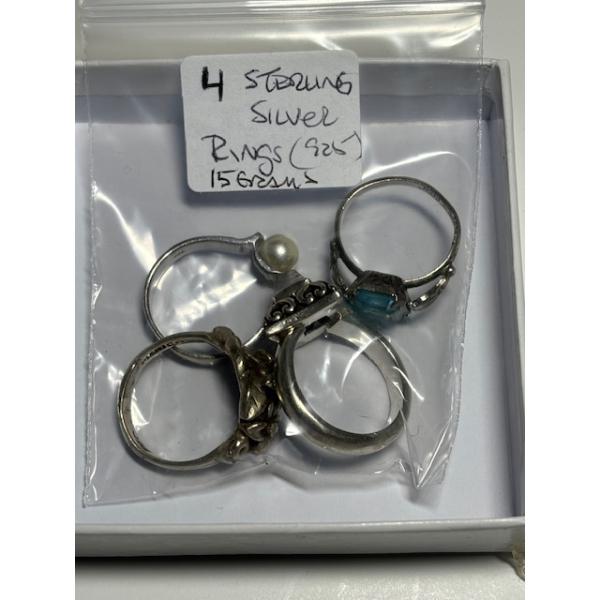 4 STERLING
SILVER
RINGS (925)
15 GRAMS